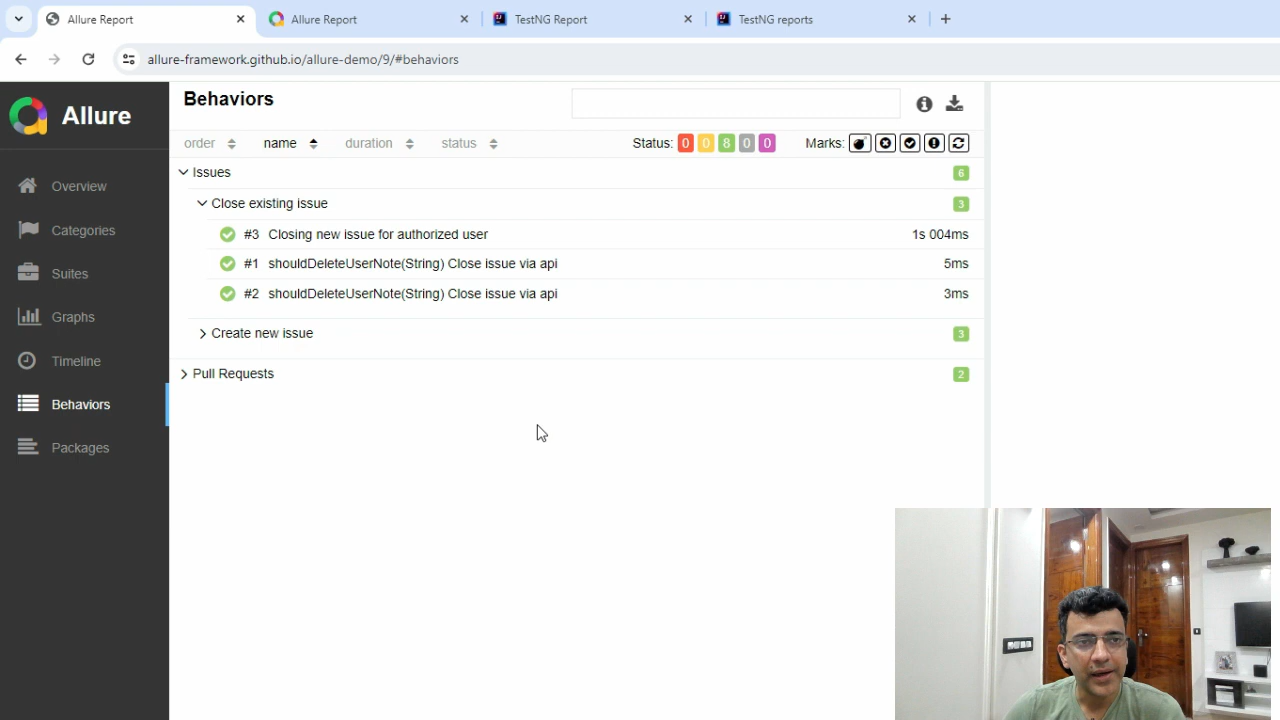 Allure Report
Allure Report
TestNG Report
TestNG reports
allure-framework.github.io/allure-demo/9/#behaviors
Allure
Overview
Categories
Suites
Graphs
Timeline
Behaviors
Packages
Behaviors
order name duration status Status: 0 0 8 0 0 Marks:
Issues 6
Close existing issue 3
#3 Closing new issue for authorized user 1s 004ms
#1 shouldDeleteUserNote(String) Close issue via api 5ms
#2 shouldDeleteUserNote(String) Close issue via api 3ms
Create new issue 3
Pull Requests 2